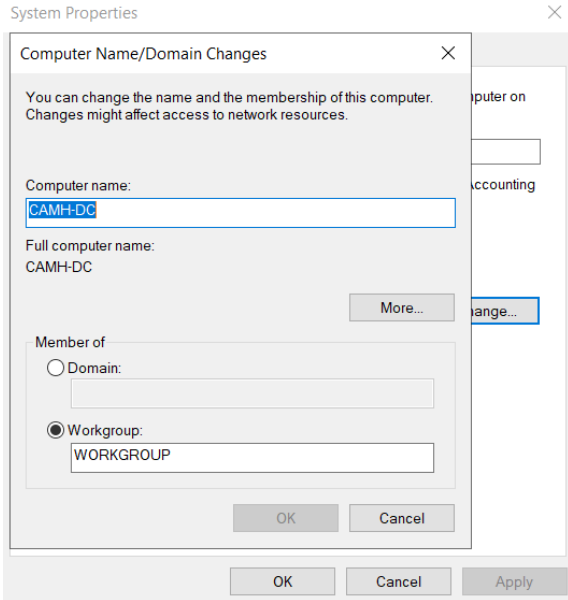 System Properties
Computer Name/Domain Changes
You can change the name and the membership of this computer.
Changes might affect access to network resources.
Computer name:
CAMH-DC
Full computer name:
CAMH-DC
More...
Member of
Domain:
Workgroup:
WORKGROUP
OK Cancel
puter on
ccounting
ange...
OK Cancel Apply